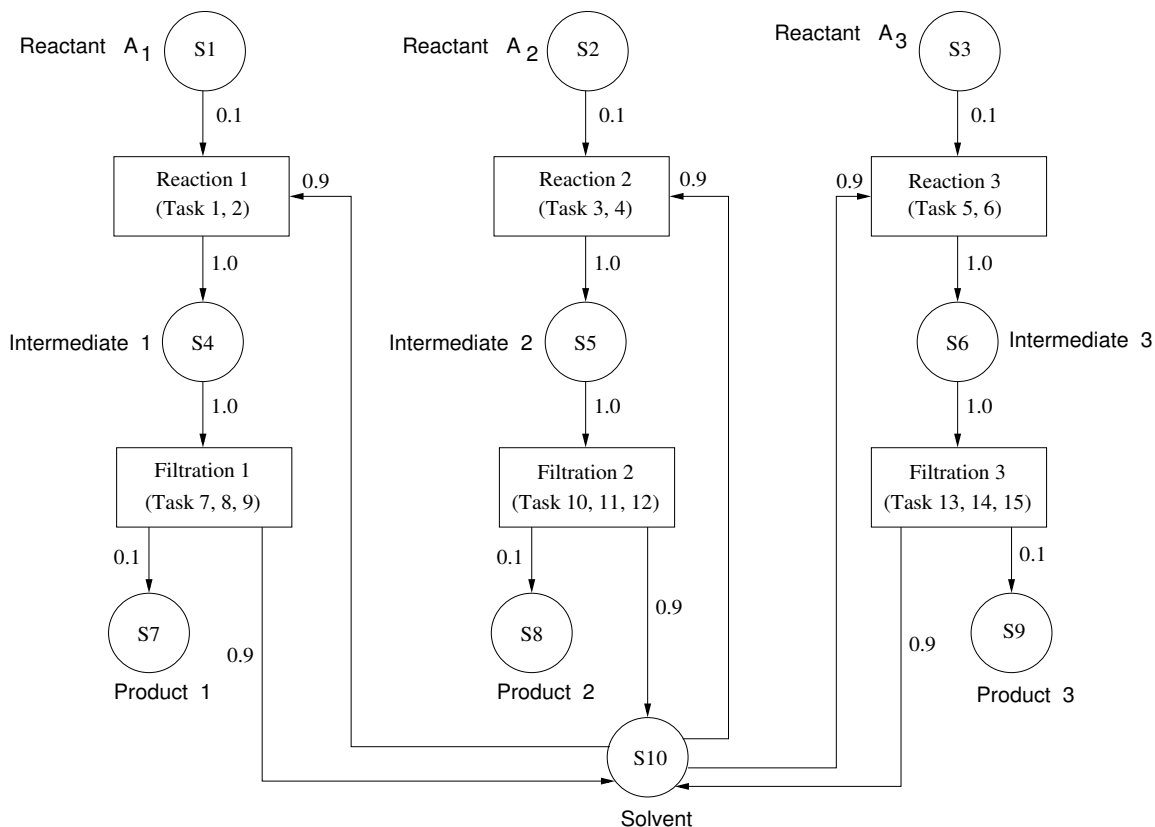 Reactant A1
S1
Reactant A2
S2
Reactant A3
S3
0.1
0.1
0.1
Reaction 1
(Task 1, 2)
0.9
Reaction 2
(Task 3, 4)
0.9
0.9
Reaction 3
(Task 5, 6)
1.0
1.0
1.0
Intermediate 1
S4
Intermediate 2
S5
S6
Intermediate 3
1.0
1.0
1.0
Filtration 1
(Task 7, 8, 9)
Filtration 2
(Task 10, 11, 12)
Filtration 3
(Task 13, 14, 15)
0.1
0.1
0.1
0.9
0.9
0.9
S7
S8
S9
Product 1
Product 2
Product 3
S10
Solvent